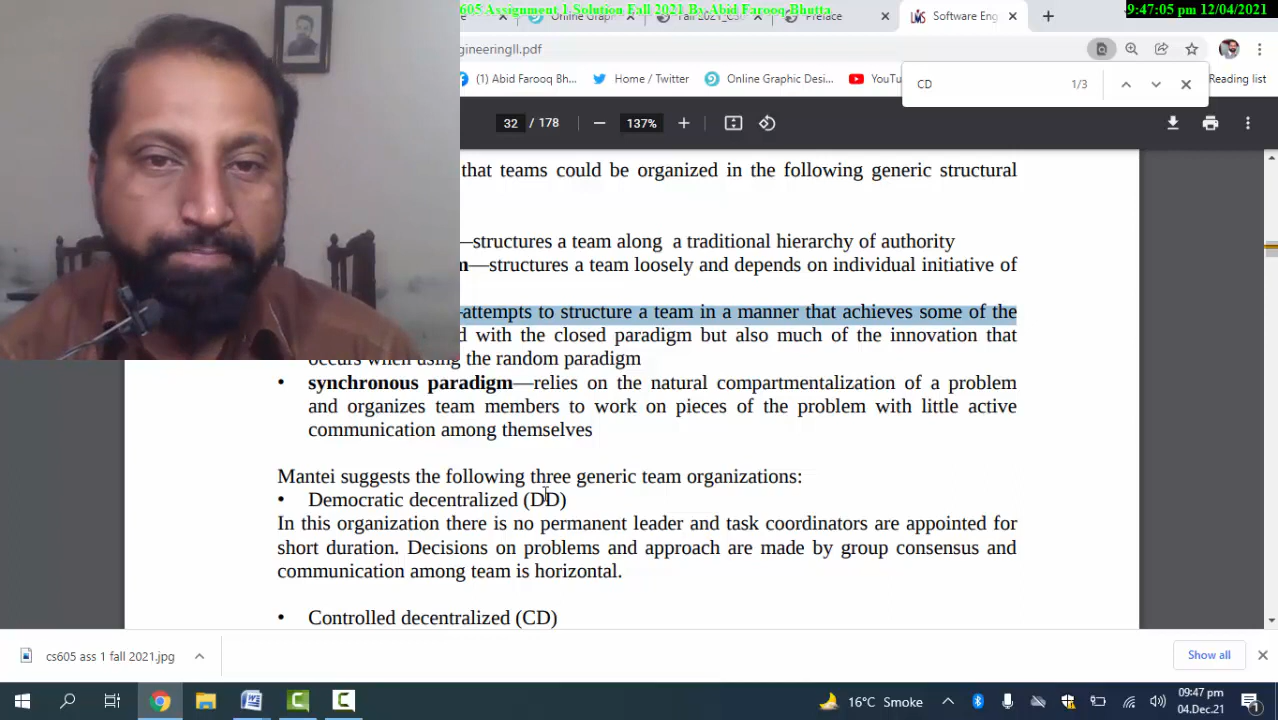 605 Assignment 1 Solution Fall 2021 By Abid Farooq Bhutta
9:47:05 pm 12/04/2021
Online Grap
Fall 2021_CS6
Preface
Software Eng
gineeringII.pdf
(1) Abid Farooq Bh...
Home / Twitter
Online Graphic Desi...
YouTu
Reading list
CD
1/3
32 / 178
137%
that teams could be organized in the following generic structural
—structures a team along a traditional hierarchy of authority
m—structures a team loosely and depends on individual initiative of
attempts to structure a team in a manner that achieves some of the
d with the closed paradigm but also much of the innovation that
occurs when using the random paradigm
• synchronous paradigm—relies on the natural compartmentalization of a problem
and organizes team members to work on pieces of the problem with little active
communication among themselves
Mantei suggests the following three generic team organizations:
• Democratic decentralized (DD)
In this organization there is no permanent leader and task coordinators are appointed for
short duration. Decisions on problems and approach are made by group consensus and
communication among team is horizontal.
• Controlled decentralized (CD)
cs605 ass 1 fall 2021.jpg
Show all
16°C Smoke
09:47 pm
04.Dec.21
1